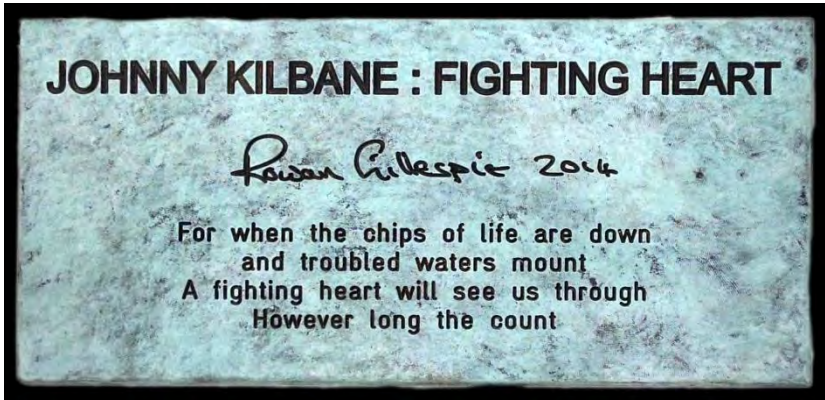 JOHNNY KILBANE : FIGHTING HEART
Rowan Gillespie 2014
For when the chips of life are down
and troubled waters mount
A fighting heart will see us through
However long the count